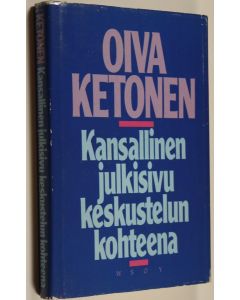 OIVA
KETONEN
Kansallinen
julkisivu
keskustelun
kohteena
WSOY
KETONEN Kansallinen julkisivu keskustelun kohteena